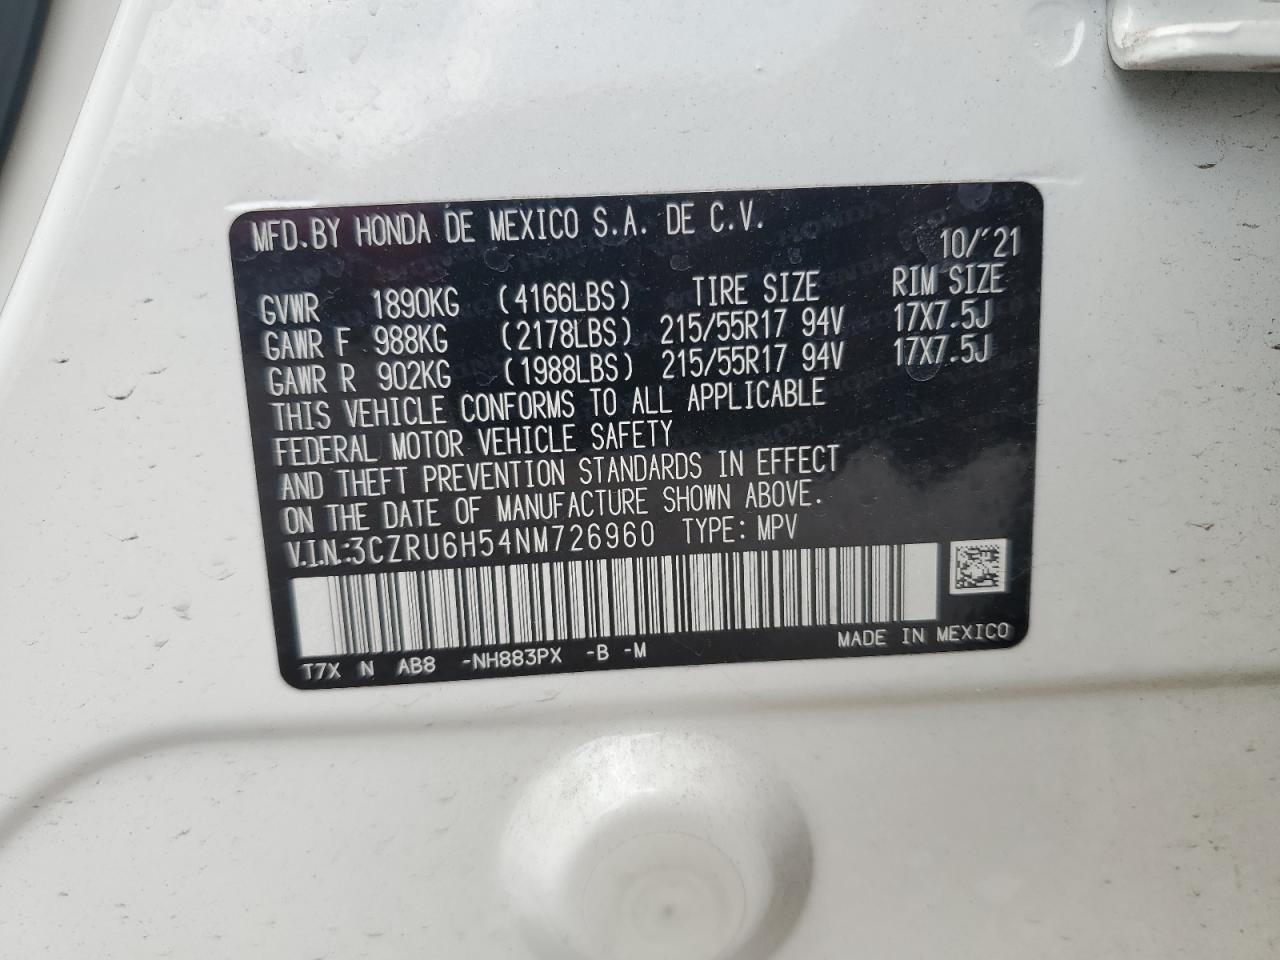 MFD.BY HONDA DE MEXICO S.A. DE C.V.
10/'21
GVWR 1890KG (4166LBS) TIRE SIZE RIM SIZE
GAWR F 988KG (2178LBS) 215/55R17 94V 17X7.5J
GAWR R 902KG (1988LBS) 215/55R17 94V 17X7.5J
THIS VEHICLE CONFORMS TO ALL APPLICABLE
FEDERAL MOTOR VEHICLE SAFETY
AND THEFT PREVENTION STANDARDS IN EFFECT
ON THE DATE OF MANUFACTURE SHOWN ABOVE.
V.I.N.:3CZRU6H54NM726960 TYPE: MPV
T7X N AB8 -NH883PX -B -M MADE IN MEXICO